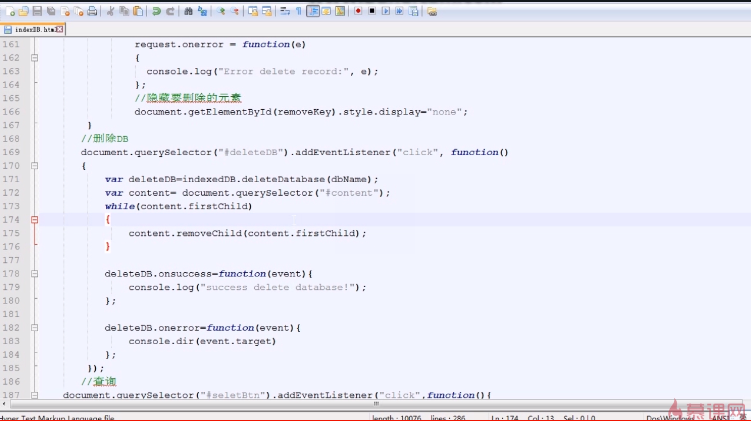 indexDB.html
161 request.onerror = function(e)
162 {
163 console.log("Error delete record:", e);
164 };
165 //隐藏要删除的元素
166 document.getElementById(removeKey).style.display="none";
167 }
168 //删除DB
169 document.querySelector("#deleteDB").addEventListener("click", function()
170 {
171 var deleteDB=indexedDB.deleteDatabase(dbName);
172 var content= document.querySelector("#content");
173 while(content.firstChild)
174 {
175 content.removeChild(content.firstChild);
176 }
177
178 deleteDB.onsuccess=function(event){
179 console.log("success delete database!");
180 };
181
182 deleteDB.onerror=function(event){
183 console.dir(event.target)
184 };
185 });
186 //查询
187 document.querySelector("#seletBtn").addEventListener("click",function(){
Hyper Text Markup Language file length : 10076 lines : 286 Ln : 174 Col : 13 Sel : 0 | 0 Dos\Windows ANSI
慕课网